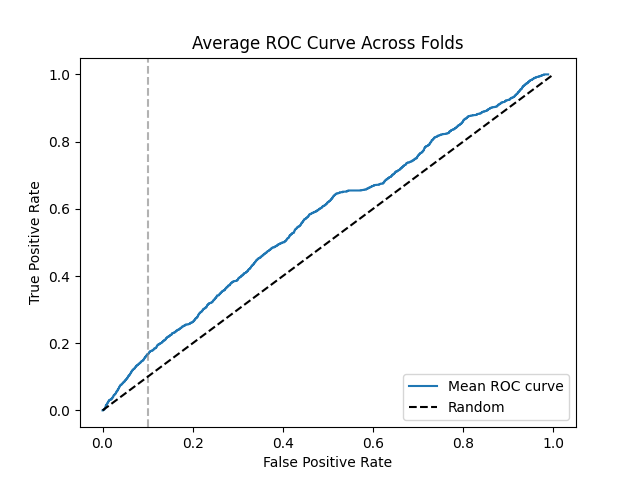 Average ROC Curve Across Folds
True Positive Rate
1.0
0.8
0.6
0.4
0.2
0.0
0.0 0.2 0.4 0.6 0.8 1.0
False Positive Rate
Mean ROC curve
Random